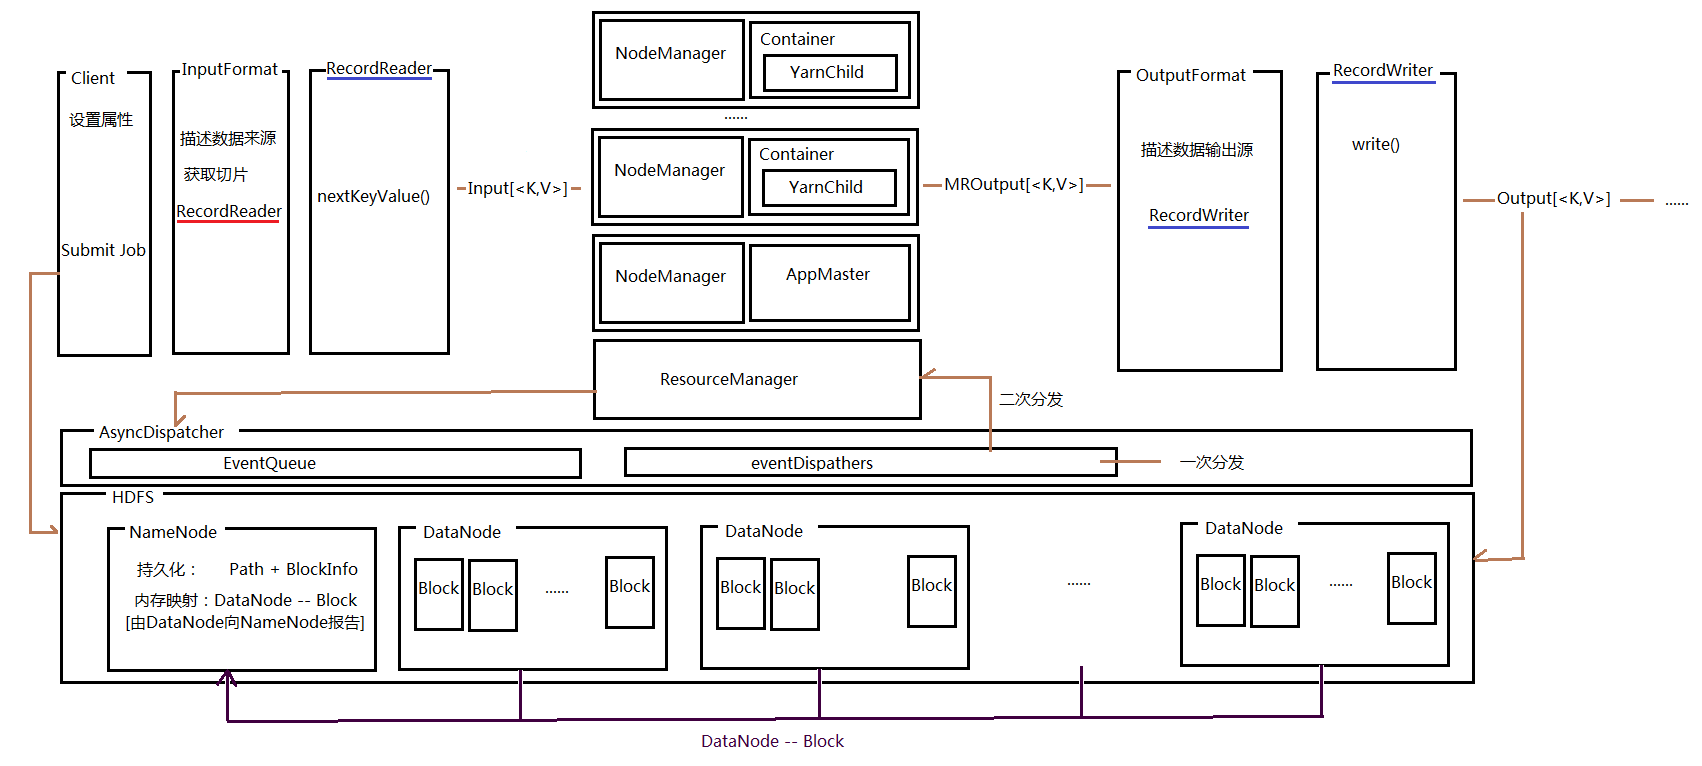 Client
设置属性
Submit Job
InputFormat
描述数据来源
获取切片
RecordReader
RecordReader
nextKeyValue()
Input[<K,V>]
NodeManager
Container
YarnChild
......
NodeManager
Container
YarnChild
NodeManager
AppMaster
ResourceManager
MROutput[<K,V>]
OutputFormat
描述数据输出源
RecordWriter
RecordWriter
write()
Output[<K,V>]
......
二次分发
AsyncDispatcher
EventQueue
eventDispathers
一次分发
HDFS
NameNode
持久化： Path + BlockInfo
内存映射：DataNode -- Block
[由DataNode向NameNode报告]
DataNode
Block
Block
......
Block
DataNode
Block
Block
Block
......
DataNode
Block
Block
......
Block
DataNode -- Block